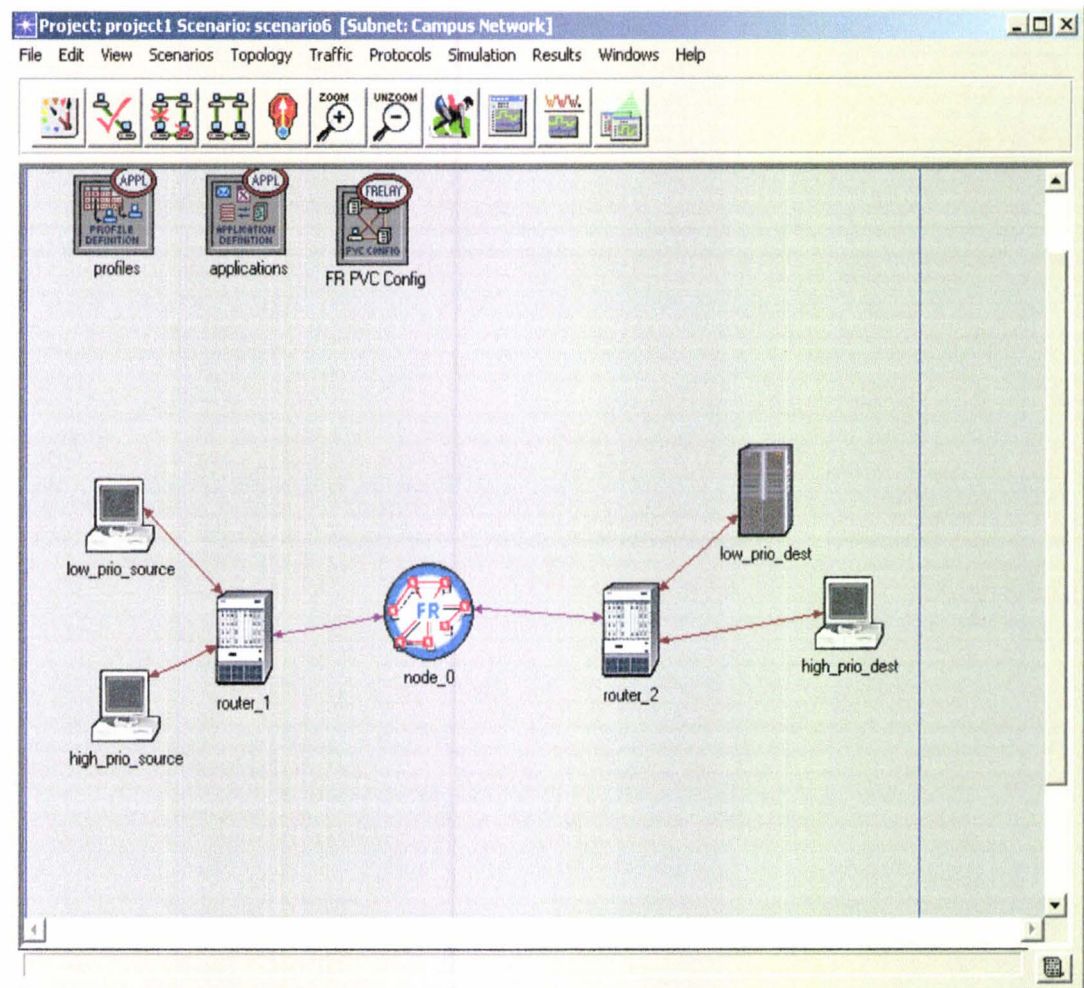 Project: project1 Scenario: scenario6 [Subnet: Campus Network]
File Edit View Scenarios Topology Traffic Protocols Simulation Results Windows Help
ZOOM UNZOOM
APPL APPL FRELAY
PROFILE DEFINITION
APPLICATION DEFINITION
PVC CONFIG
profiles applications FR PVC Config
low_prio_dest
low_prio_source
FR
high_prio_dest
node_0
router_2
router_1
high_prio_source